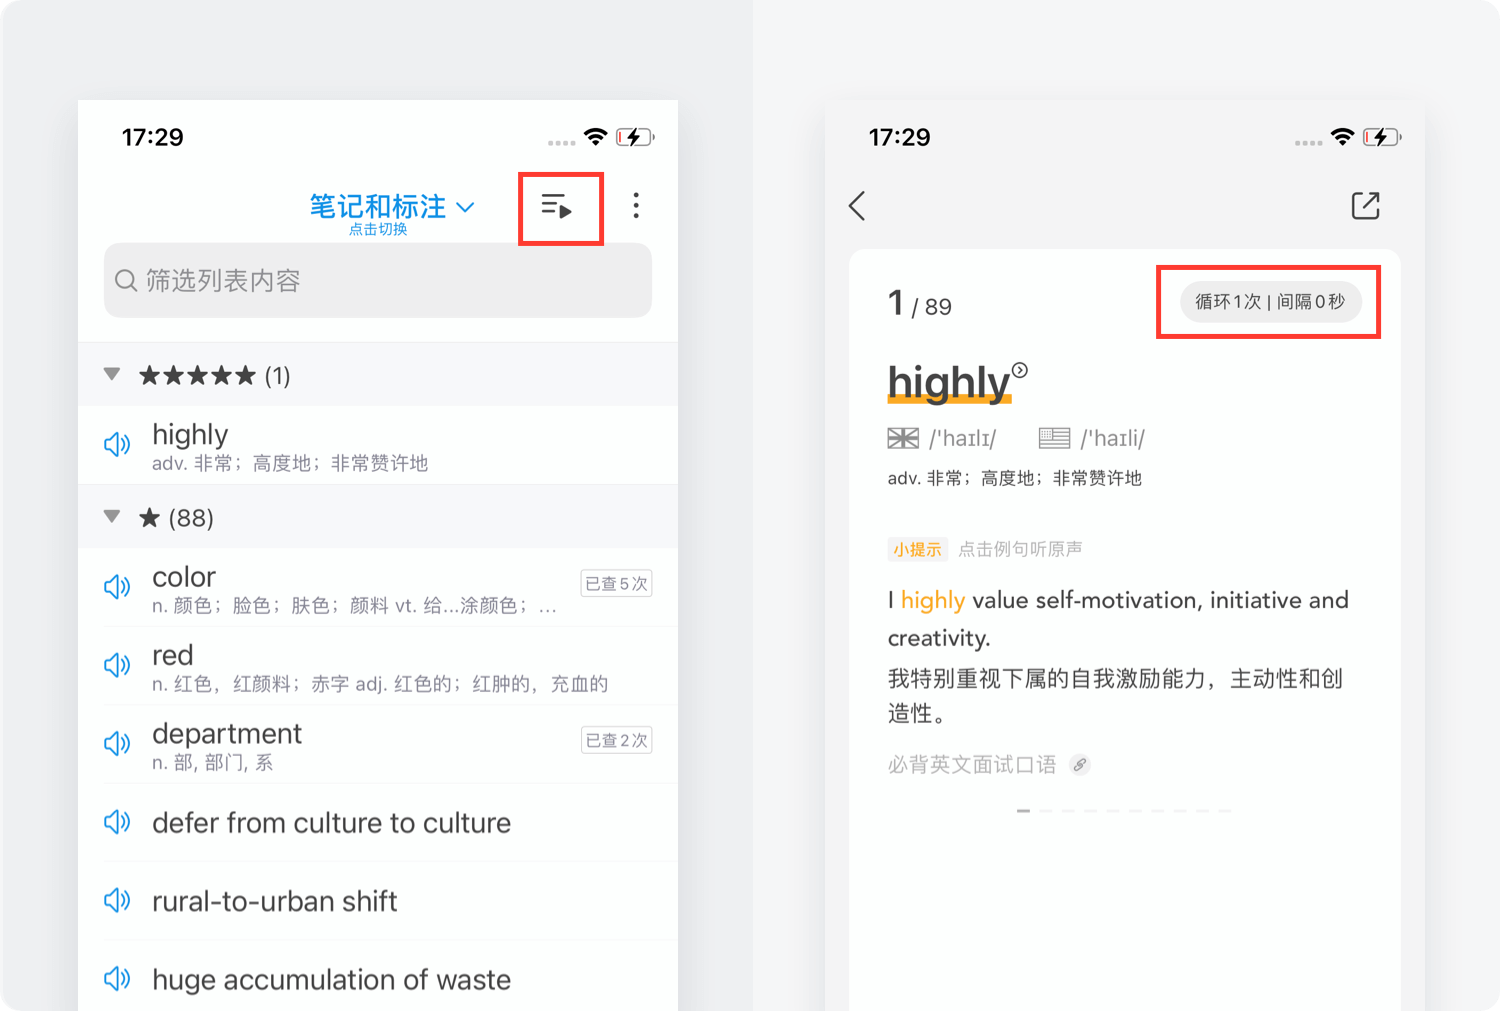 17:29
笔记和标注
点击切换
筛选列表内容
★★★★★ (1)
highly
adv. 非常；高度地；非常赞许地
★ (88)
color
已查5次
n. 颜色；脸色；肤色；颜料 vt. 给...涂颜色；...
red
n. 红色，红颜料；赤字 adj. 红色的；红肿的，充血的
department
已查2次
n. 部, 部门, 系
defer from culture to culture
rural-to-urban shift
huge accumulation of waste
17:29
1 / 89
循环1次 | 间隔0秒
highly
/'haɪlɪ/ /'haɪli/
adv. 非常；高度地；非常赞许地
小提示 点击例句听原声
I highly value self-motivation, initiative and
creativity.
我特别重视下属的自我激励能力，主动性和创
造性。
必背英文面试口语